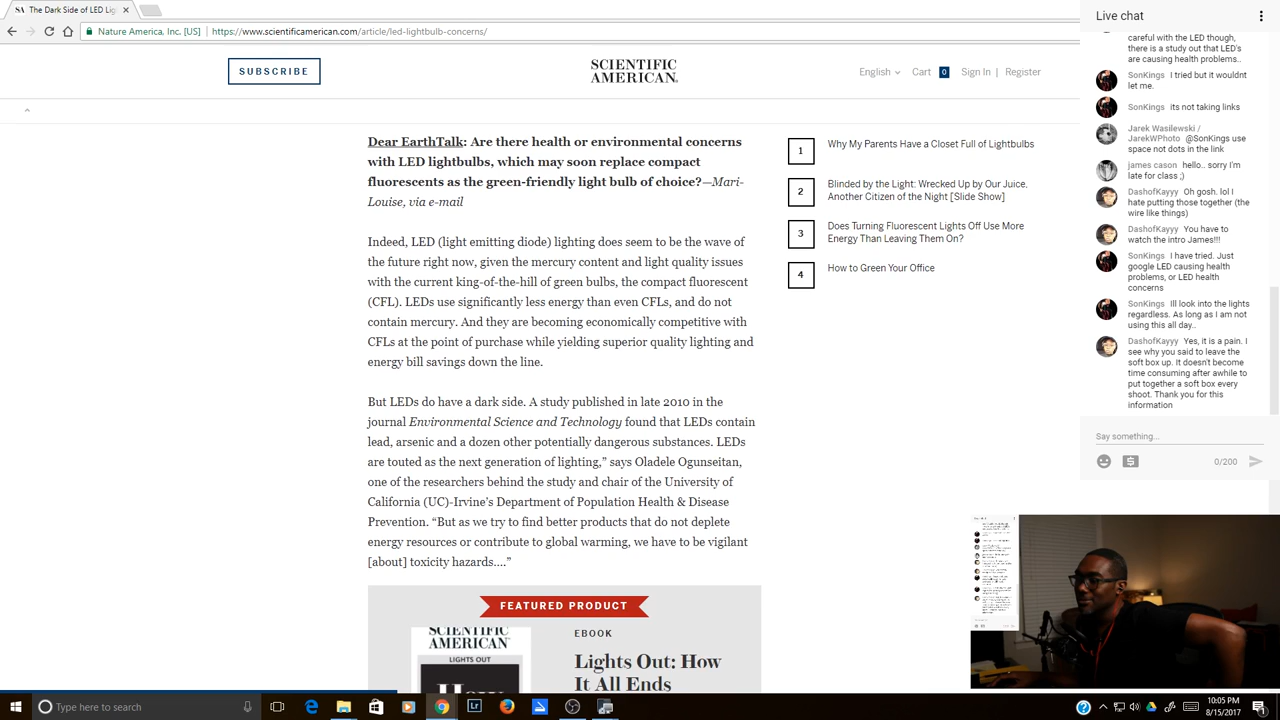 The Dark Side of LED Lig
Nature America, Inc. [US]
https://www.scientificamerican.com/article/led-lightbulb-concerns/
SUBSCRIBE
SCIENTIFIC
AMERICAN
English
Cart 0
Sign In | Register
Dear EarthTalk: Are there health or environmental concerns
with LED lightbulbs, which may soon replace compact
fluorescents as the green-friendly light bulb of choice?—Mari-
Louise, via e-mail
Indeed, LED (light emitting diode) lighting does seem to be the wave of
the future right now, given the mercury content and light quality issues
with the current king-of-the-hill of green bulbs, the compact fluorescent
(CFL). LEDs use significantly less energy than even CFLs, and do not
contain mercury. And they are becoming economically competitive with
CFLs at the point of purchase while yielding superior quality lighting and
energy bill savings down the line.
But LEDs do have a dark side. A study published in late 2010 in the
journal Environmental Science and Technology found that LEDs contain
lead, arsenic and a dozen other potentially dangerous substances. LEDs
are touted as the next generation of lighting,” says Oladele Ogunseitan,
one of the researchers behind the study and chair of the University of
California (UC)-Irvine’s Department of Population Health & Disease
Prevention. “But as we try to find better products that do not deplete
energy resources or contribute to global warming, we have to be vigilant
[about] toxicity hazards....”
FEATURED PRODUCT
SCIENTIFIC
AMERICAN
LIGHTS OUT
How
EBOOK
Lights Out: How
It All Ends
1 Why My Parents Have a Closet Full of Lightbulbs
2 Blinded by the Light: Wrecked Up by Our Juice,
Another Citizen of the Night [Slide Show]
3 Does Turning Fluorescent Lights Off Use More
Energy Than Leaving Them On?
4 How to Green Your Office
Live chat
careful with the LED though,
there is a study out that LED's
are causing health problems..
SonKings I tried but it wouldnt
let me.
SonKings its not taking links
Jarek Wasilewski /
JarekWPhoto @SonKings use
space not dots in the link
james cason hello.. sorry I'm
late for class ;)
DashofKayyy Oh gosh. lol I
hate putting those together (the
wire like things)
DashofKayyy You have to
watch the intro James!!!
SonKings I have tried. Just
google LED causing health
problems, or LED health
concerns
SonKings Ill look into the lights
regardless. As long as I am not
using this all day..
DashofKayyy Yes, it is a pain. I
see why you said to leave the
soft box up. It doesn't become
time consuming after awhile to
put together a soft box every
shoot. Thank you for this
information
Say something...
0/200
Type here to search
10:05 PM
8/15/2017